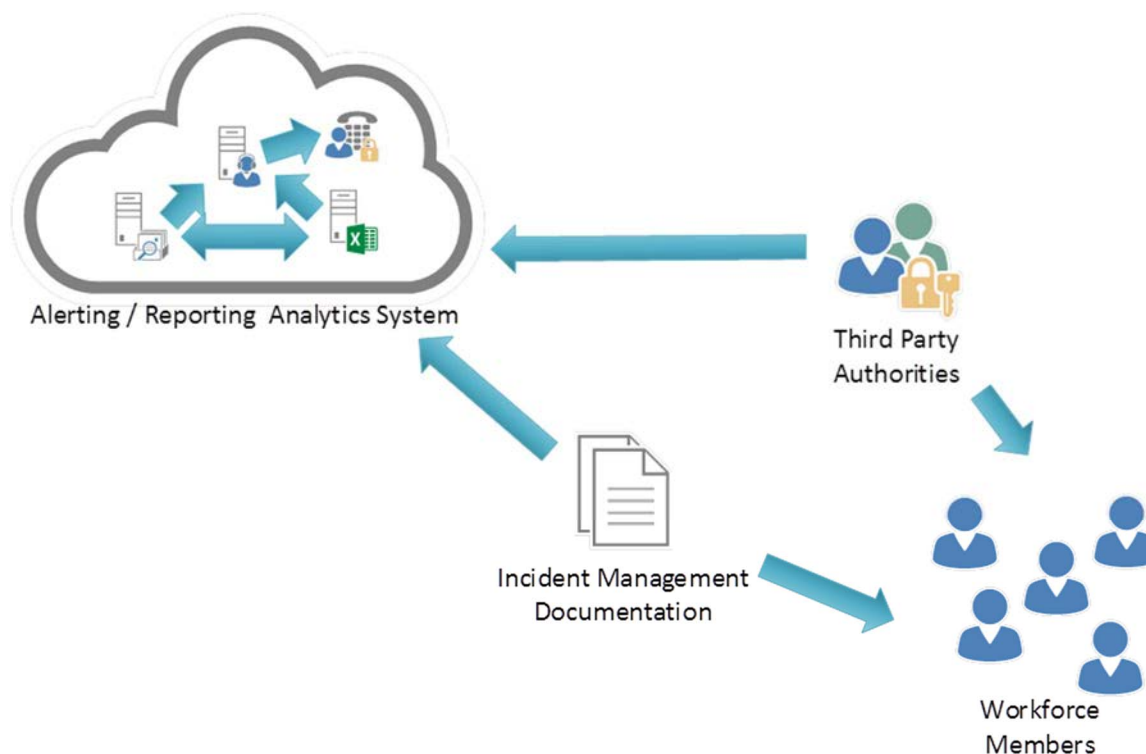 Alerting / Reporting Analytics System
Third Party
Authorities
Incident Management
Documentation
Workforce
Members